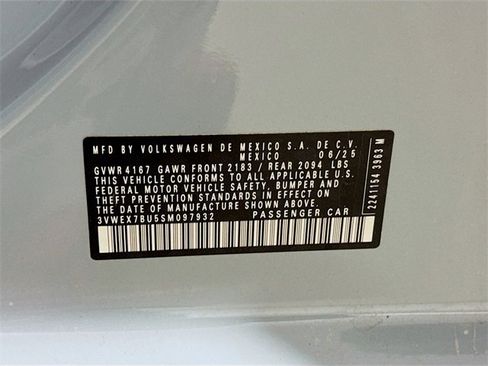 MFD BY VOLKSWAGEN DE MEXICO S.A. DE C.V.
MEXICO 06/25
GVWR 4167 GAWR FRONT 2183 / REAR 2094 LBS
THIS VEHICLE CONFORMS TO ALL APPLICABLE U.S.
FEDERAL MOTOR VEHICLE SAFETY, BUMPER AND
THEFT PREVENTION STANDARDS IN EFFECT ON THE
DATE OF MANUFACTURE SHOWN ABOVE.
3VWEX7BU5SM097932 PASSENGER CAR
2241154 3963 M